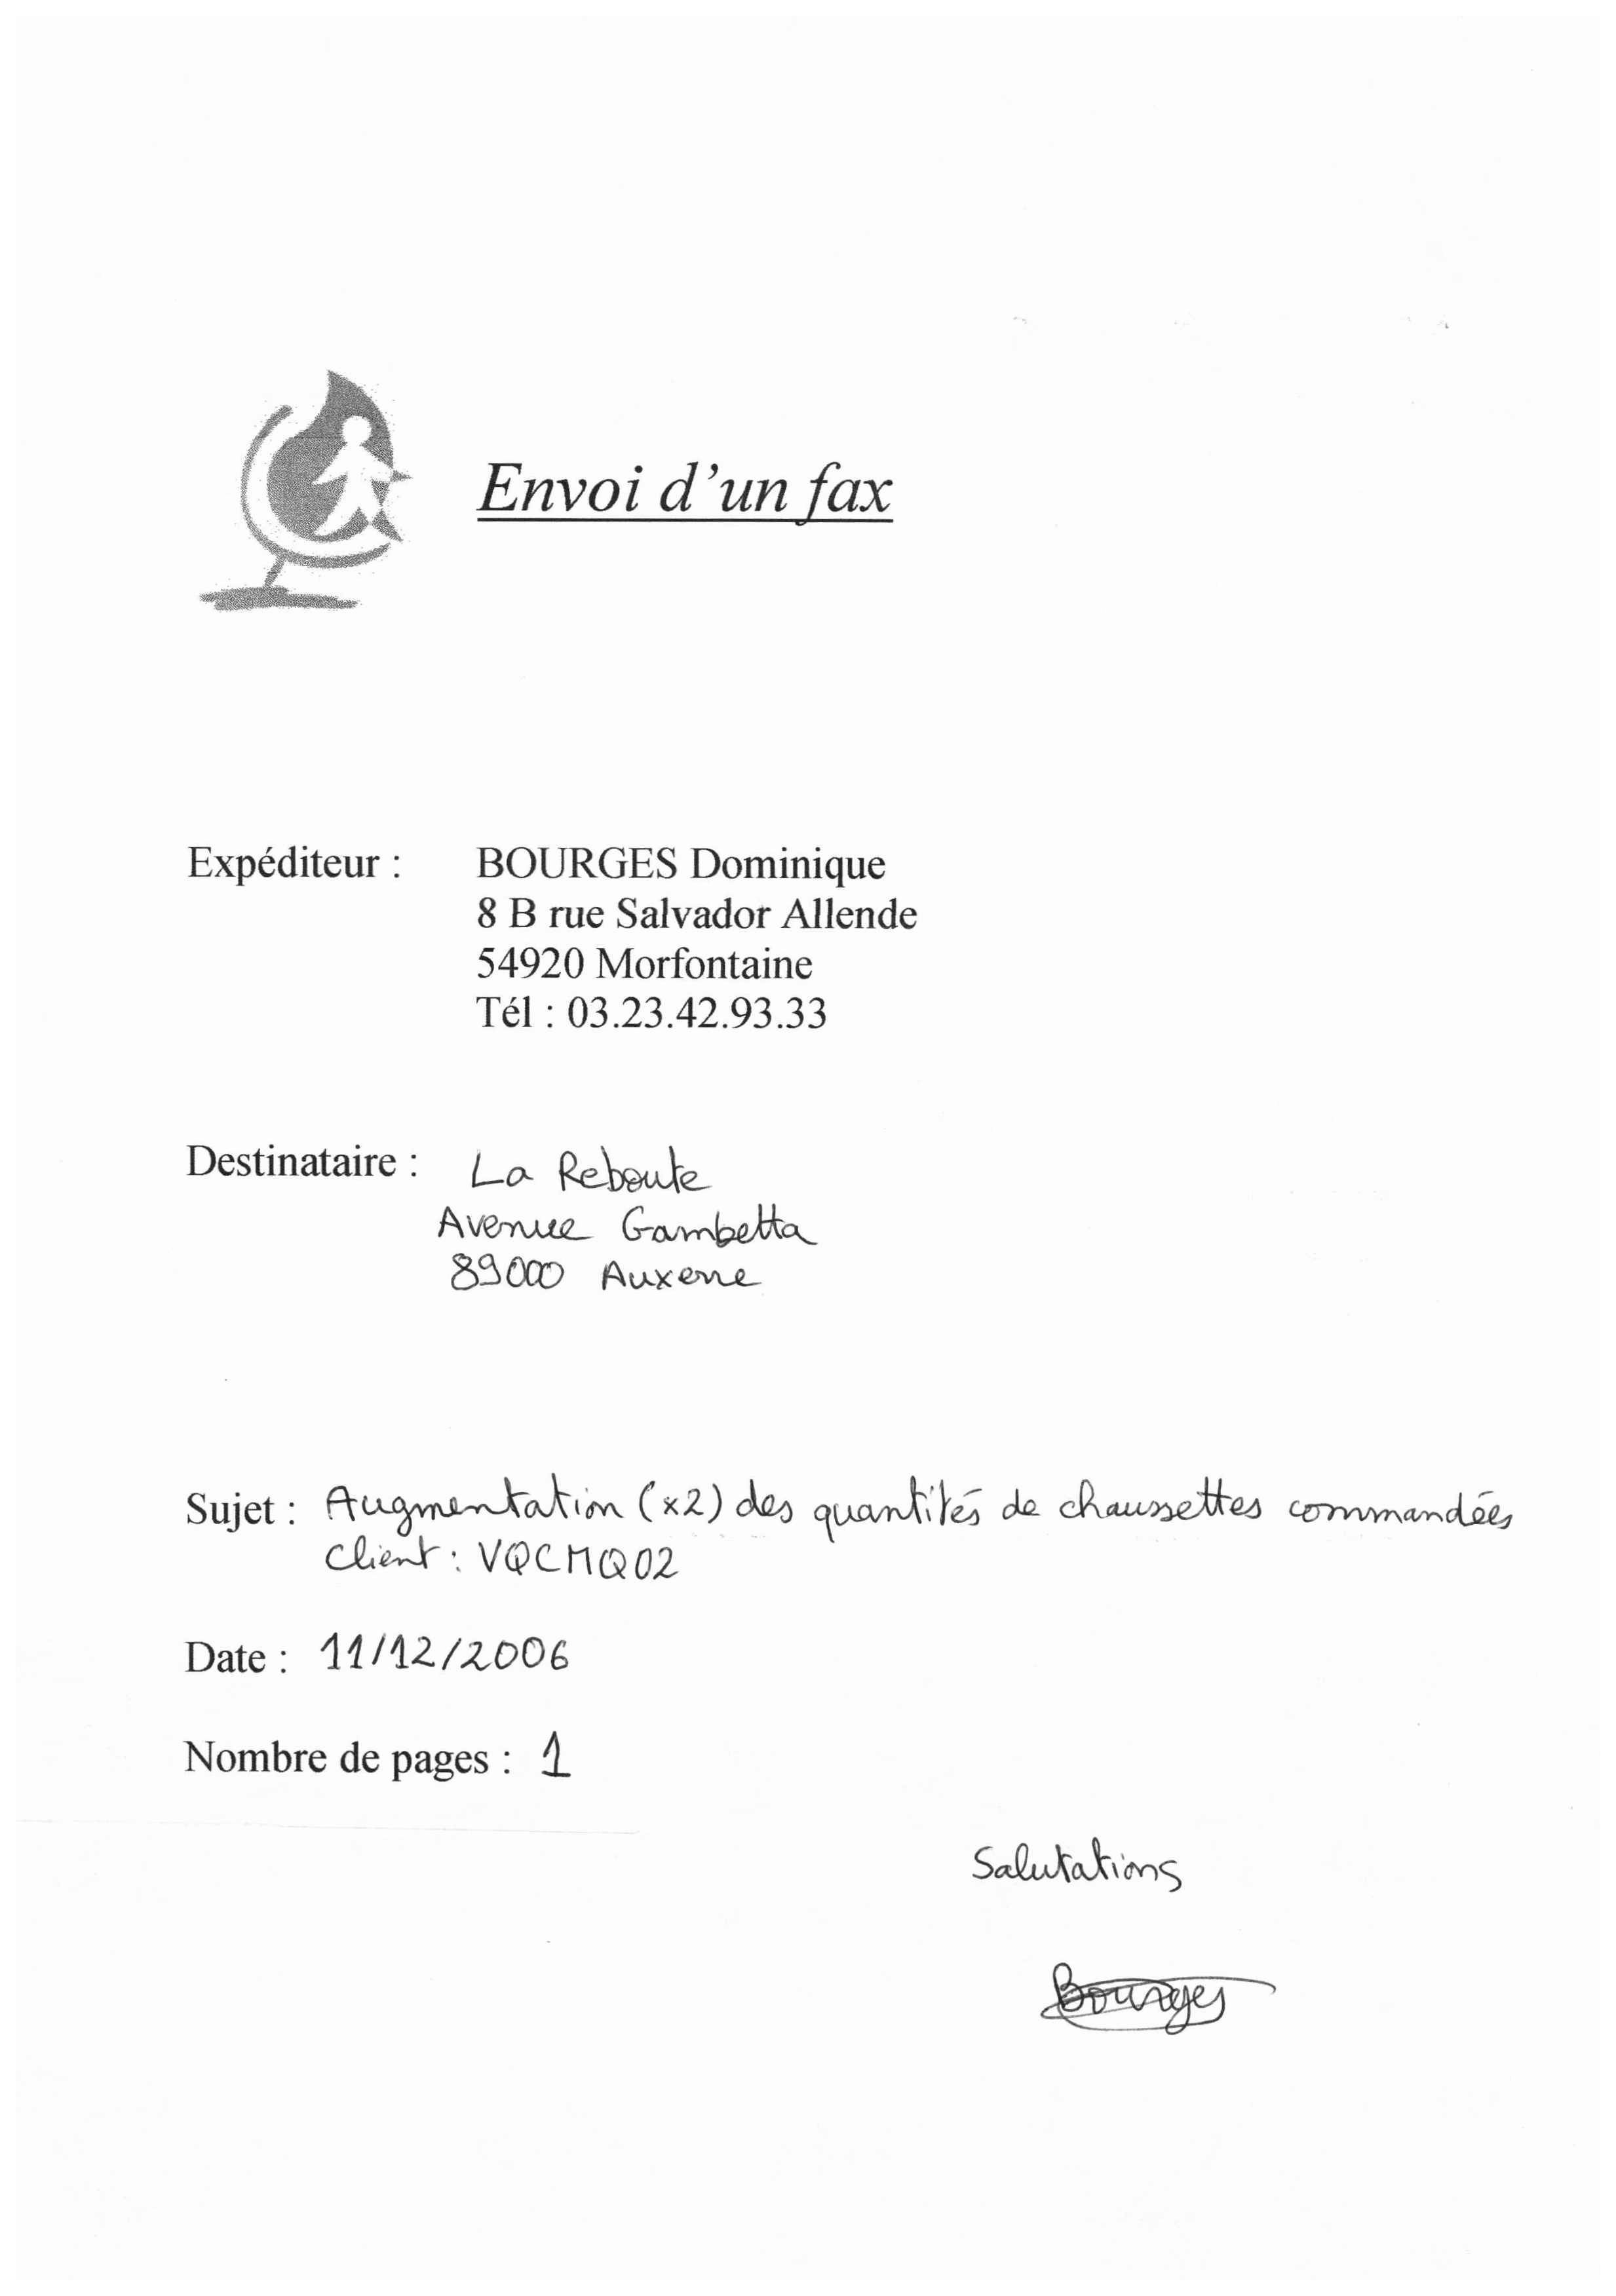 Envoi d'un fax
Expéditeur : BOURGES Dominique
8 B rue Salvador Allende
54920 Morfontaine
Tél : 03.23.42.93.33
Destinataire : La Reboute
Avenue Gambetta
89000 Auxerre
Sujet : Augmentation (x2) des quantités de chaussettes commandées
Client : VQCMQ02
Date : 11/12/2006
Nombre de pages : 1
Salutations
Bourges